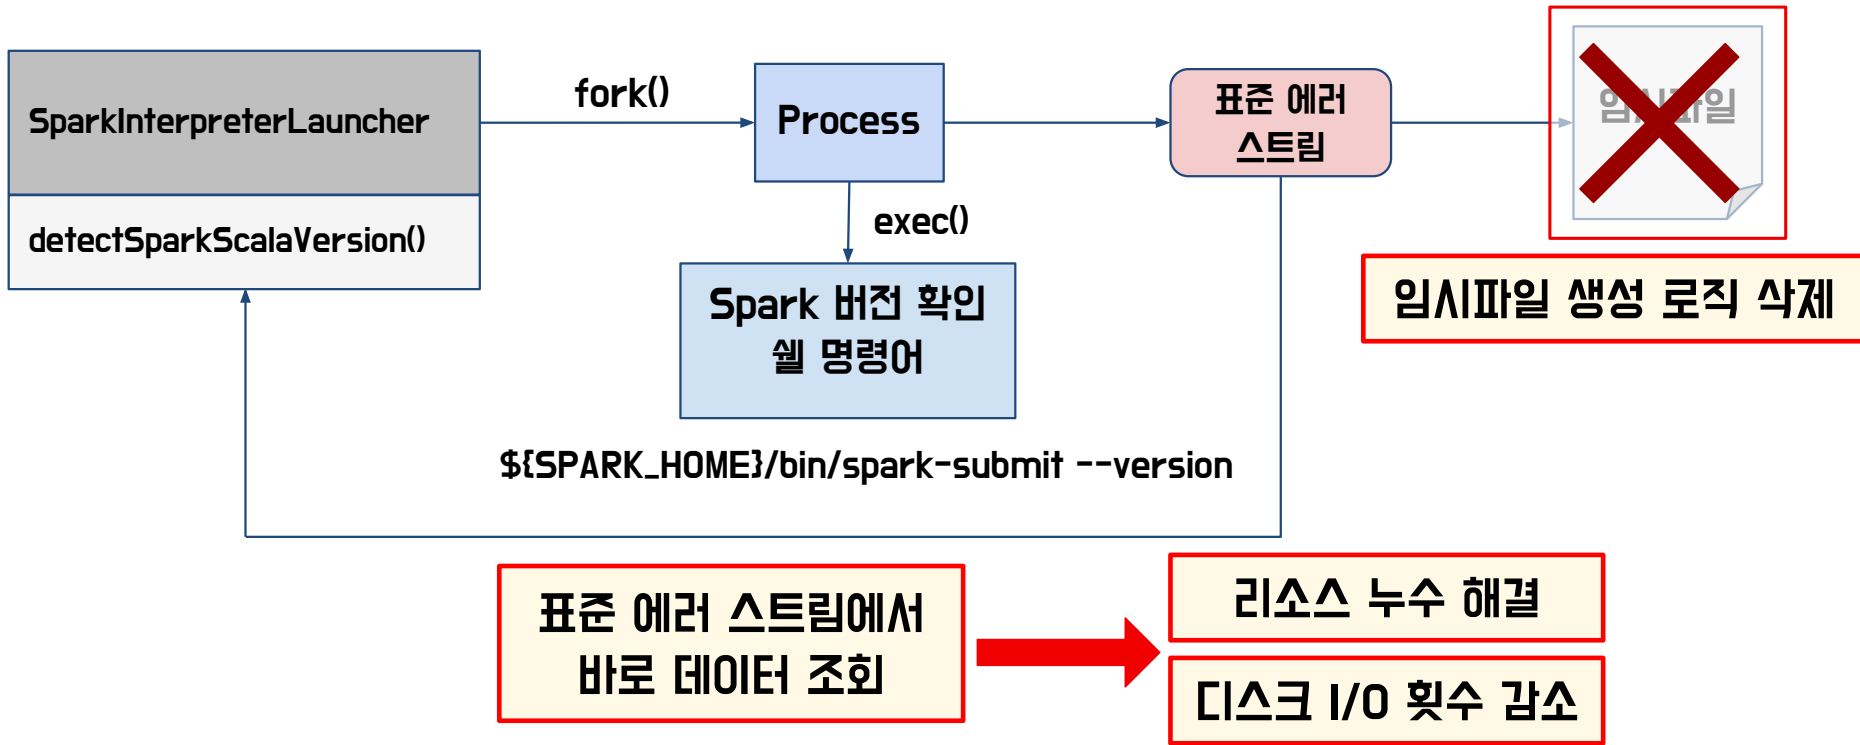 SparkInterpreterLauncher
detectSparkScalaVersion()
fork()
Process
exec()
Spark 버전 확인
쉘 명령어
${SPARK_HOME}/bin/spark-submit --version
표준 에러
스트림
임시파일
임시파일 생성 로직 삭제
표준 에러 스트림에서
바로 데이터 조회
리소스 누수 해결
디스크 I/O 횟수 감소